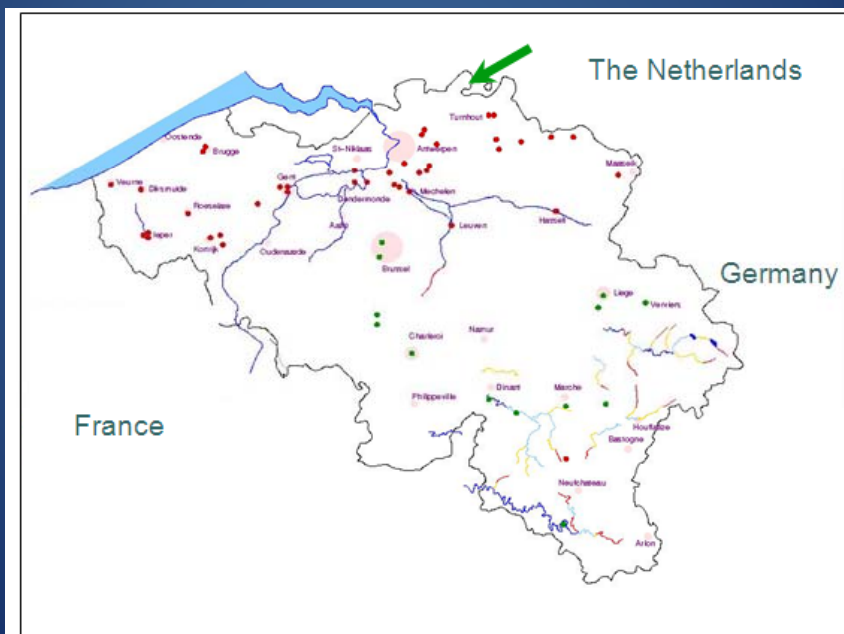 The Netherlands
Turnhout
Oostende
Brugge
St-Niklaas
Antwerpen
Maaseik
Veurne
Diksmuide
Gent
Mechelen
Roeselare
Dendermonde
Hasselt
Ieper
Aalst
Leuven
Kortrijk
Oudenaarde
Brussel
Germany
Liege
Verviers
Charleroi
Namur
Dinant
Marche
Philippeville
France
Houffalize
Bastogne
Neufchateau
Arlon